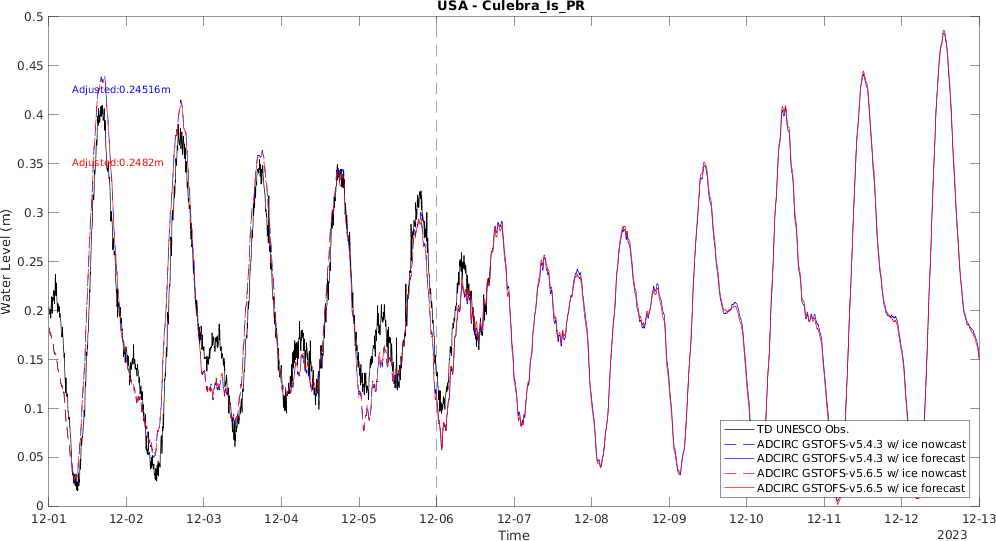 USA - Culebra_Is_PR
0.5
0.45
0.4
0.35
0.3
0.25
0.2
0.15
0.1
0.05
0
Water Level (m)
Adjusted:0.24516m
Adjusted:0.2482m
TD UNESCO Obs.
ADCIRC GSTOFS-v5.4.3 w/ ice nowcast
ADCIRC GSTOFS-v5.4.3 w/ ice forecast
ADCIRC GSTOFS-v5.6.5 w/ ice nowcast
ADCIRC GSTOFS-v5.6.5 w/ ice forecast
12-01 12-02 12-03 12-04 12-05 12-06 12-07 12-08 12-09 12-10 12-11 12-12 12-13
Time
2023